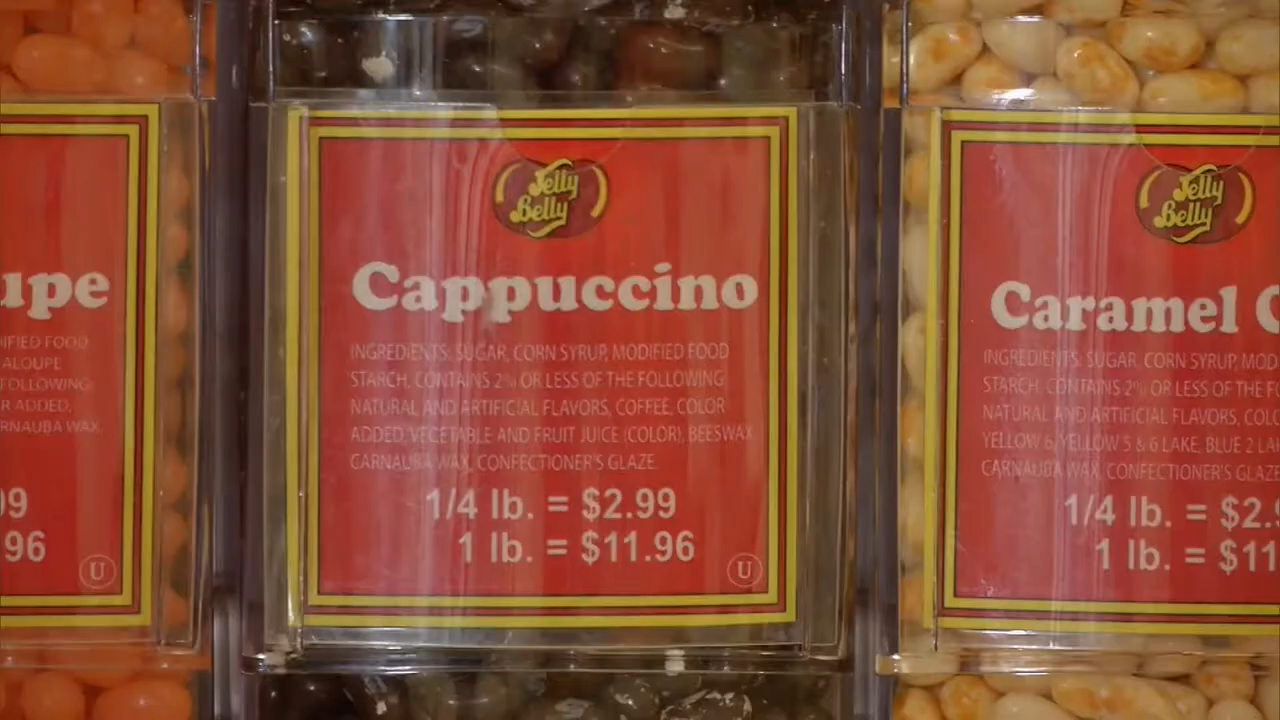 upe
IFIED FOOD
ALOUPE
FOLLOWING:
R ADDED,
RNAUBA WAX,
99
96
U
Jelly
Belly
Cappuccino
INGREDIENTS: SUGAR, CORN SYRUP, MODIFIED FOOD
STARCH, CONTAINS 2% OR LESS OF THE FOLLOWING:
NATURAL AND ARTIFICIAL FLAVORS, COFFEE, COLOR
ADDED, VEGETABLE AND FRUIT JUICE (COLOR), BEESWAX,
CARNAUBA WAX, CONFECTIONER'S GLAZE.
1/4 lb. = $2.99
1 lb. = $11.96
U
Jelly
Belly
Caramel C
INGREDIENTS: SUGAR, CORN SYRUP, MOD
STARCH, CONTAINS 2% OR LESS OF THE F
NATURAL AND ARTIFICIAL FLAVORS, COLO
YELLOW 6, YELLOW 5 & 6 LAKE, BLUE 2 LA
CARNAUBA WAX, CONFECTIONER'S GLAZE
1/4 lb. = $2.9
1 lb. = $11